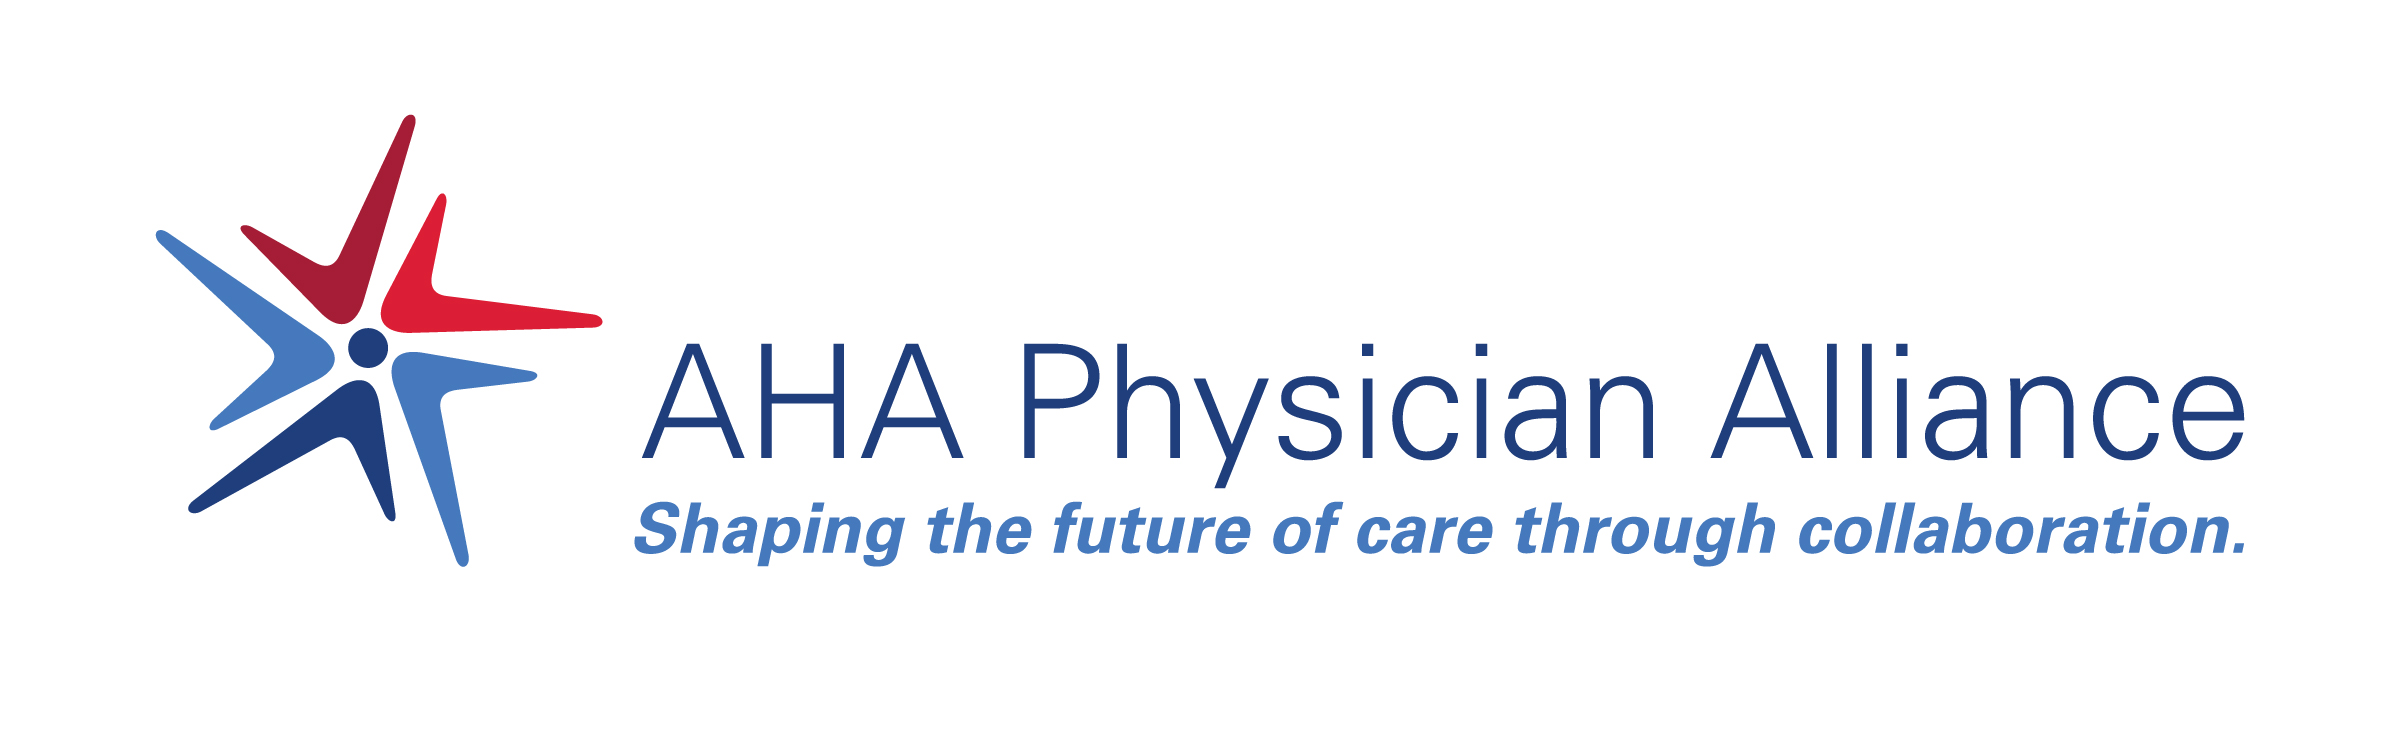 AHA Physician Alliance
Shaping the future of care through collaboration.